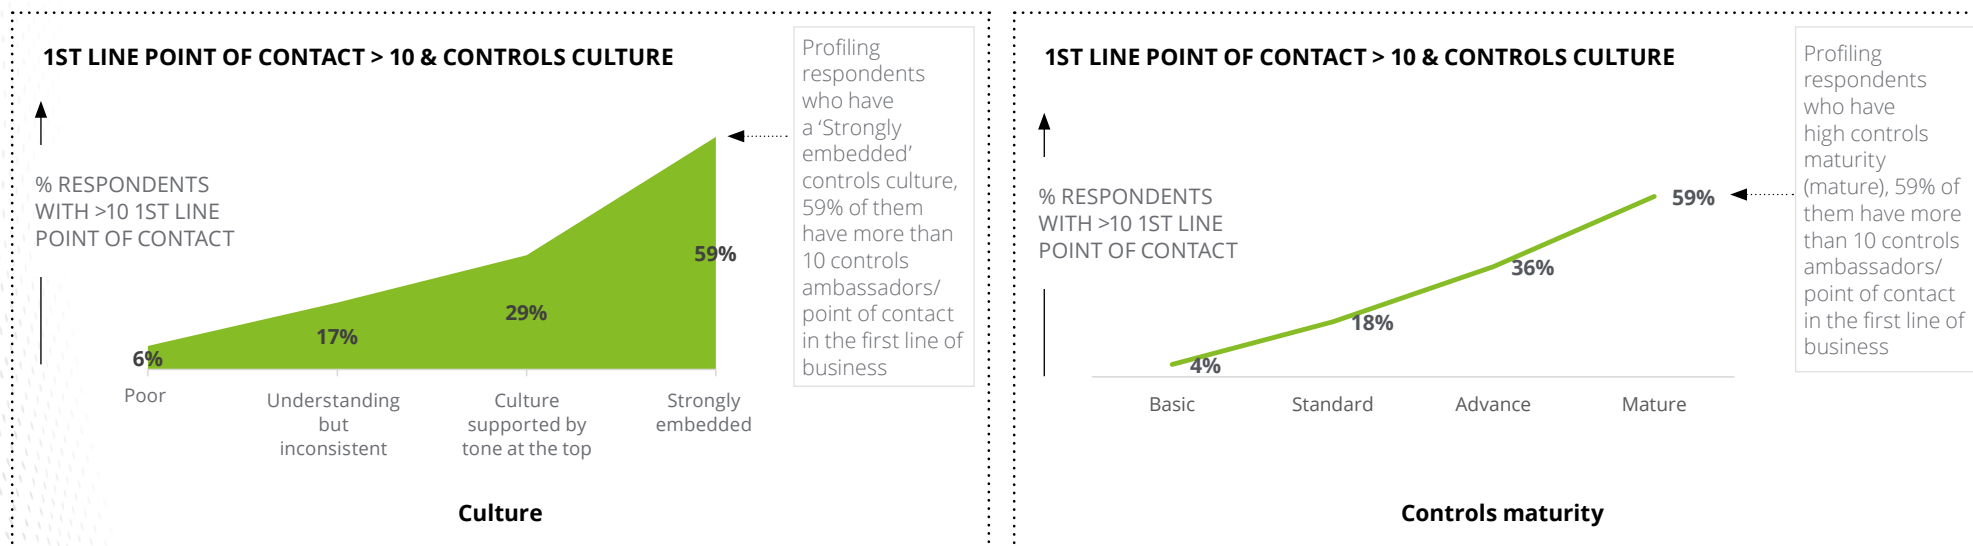 1ST LINE POINT OF CONTACT > 10 & CONTROLS CULTURE
% RESPONDENTS
WITH >10 1ST LINE
POINT OF CONTACT
6%
17%
29%
59%
Poor
Understanding
but
inconsistent
Culture
supported by
tone at the top
Strongly
embedded
Culture
Profiling
respondents
who have
a ‘Strongly
embedded’
controls culture,
59% of them
have more than
10 controls
ambassadors/
point of contact
in the first line of
business
1ST LINE POINT OF CONTACT > 10 & CONTROLS CULTURE
% RESPONDENTS
WITH >10 1ST LINE
POINT OF CONTACT
4%
18%
36%
59%
Basic
Standard
Advance
Mature
Controls maturity
Profiling
respondents
who have
high controls
maturity
(mature), 59% of
them have more
than 10 controls
ambassadors/
point of contact
in the first line of
business